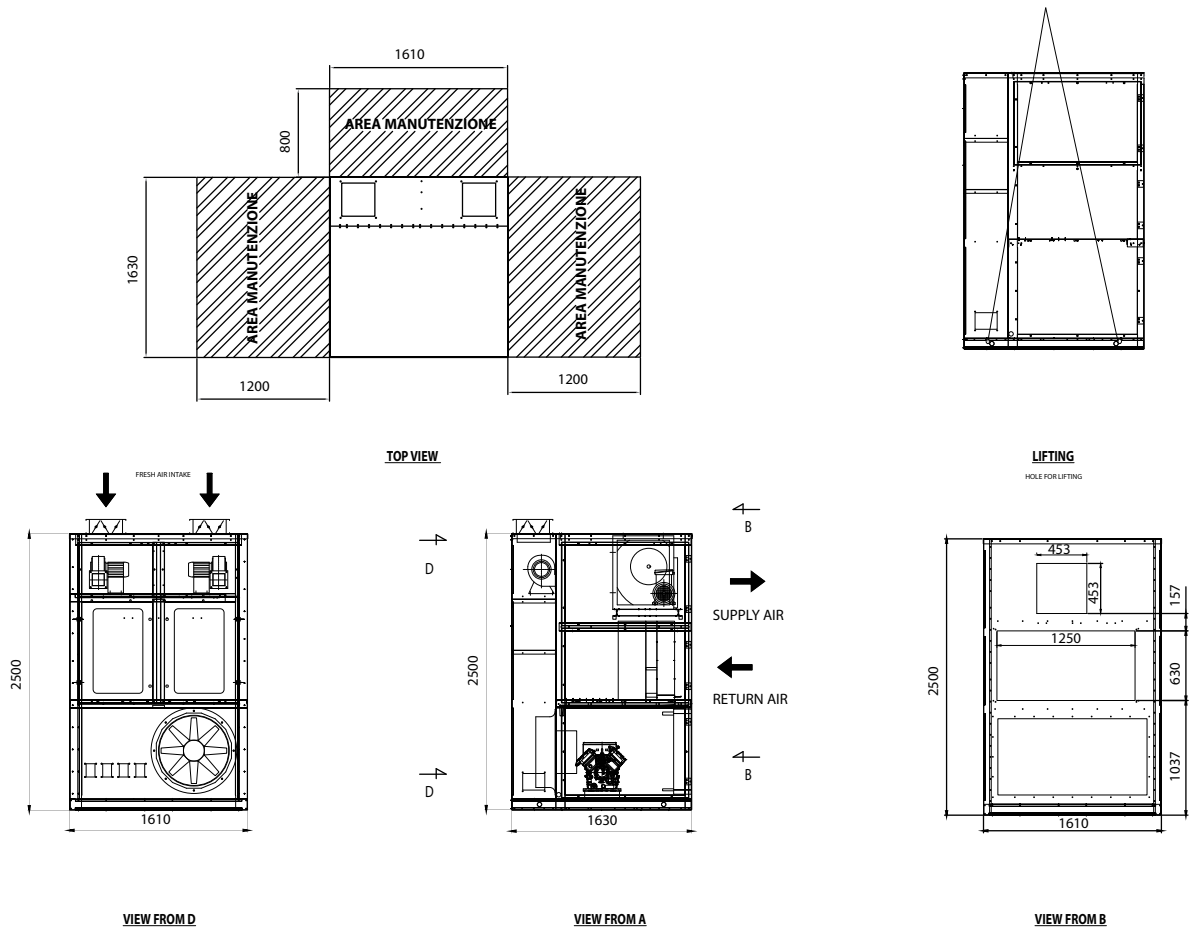 1610
800
AREA MANUTENZIONE
1630
AREA MANUTENZIONE
AREA MANUTENZIONE
1200
1200
TOP VIEW
LIFTING
HOLE FOR LIFTING
FRESH AIR INTAKE
2500
1610
VIEW FROM D
D
D
2500
1630
B
SUPPLY AIR
RETURN AIR
B
VIEW FROM A
2500
453
453
157
1250
630
1037
1610
VIEW FROM B